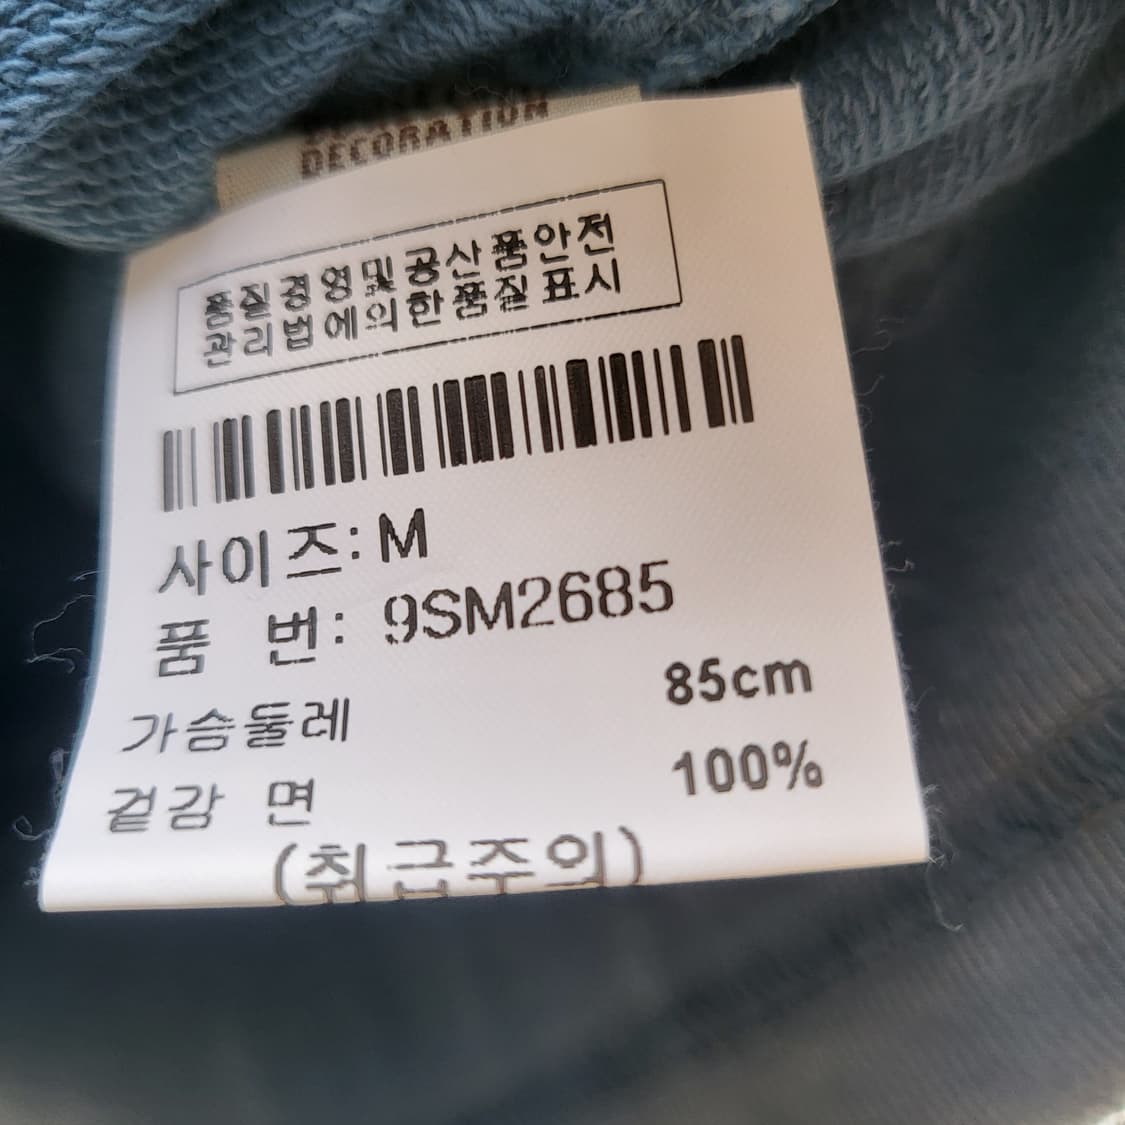 DECORATION
품질경영및공산품안전
관리법에의한품질표시
사이즈: M
품 번: 9SM2685
가슴둘레 85cm
겉감 면 100%
(취급주의)